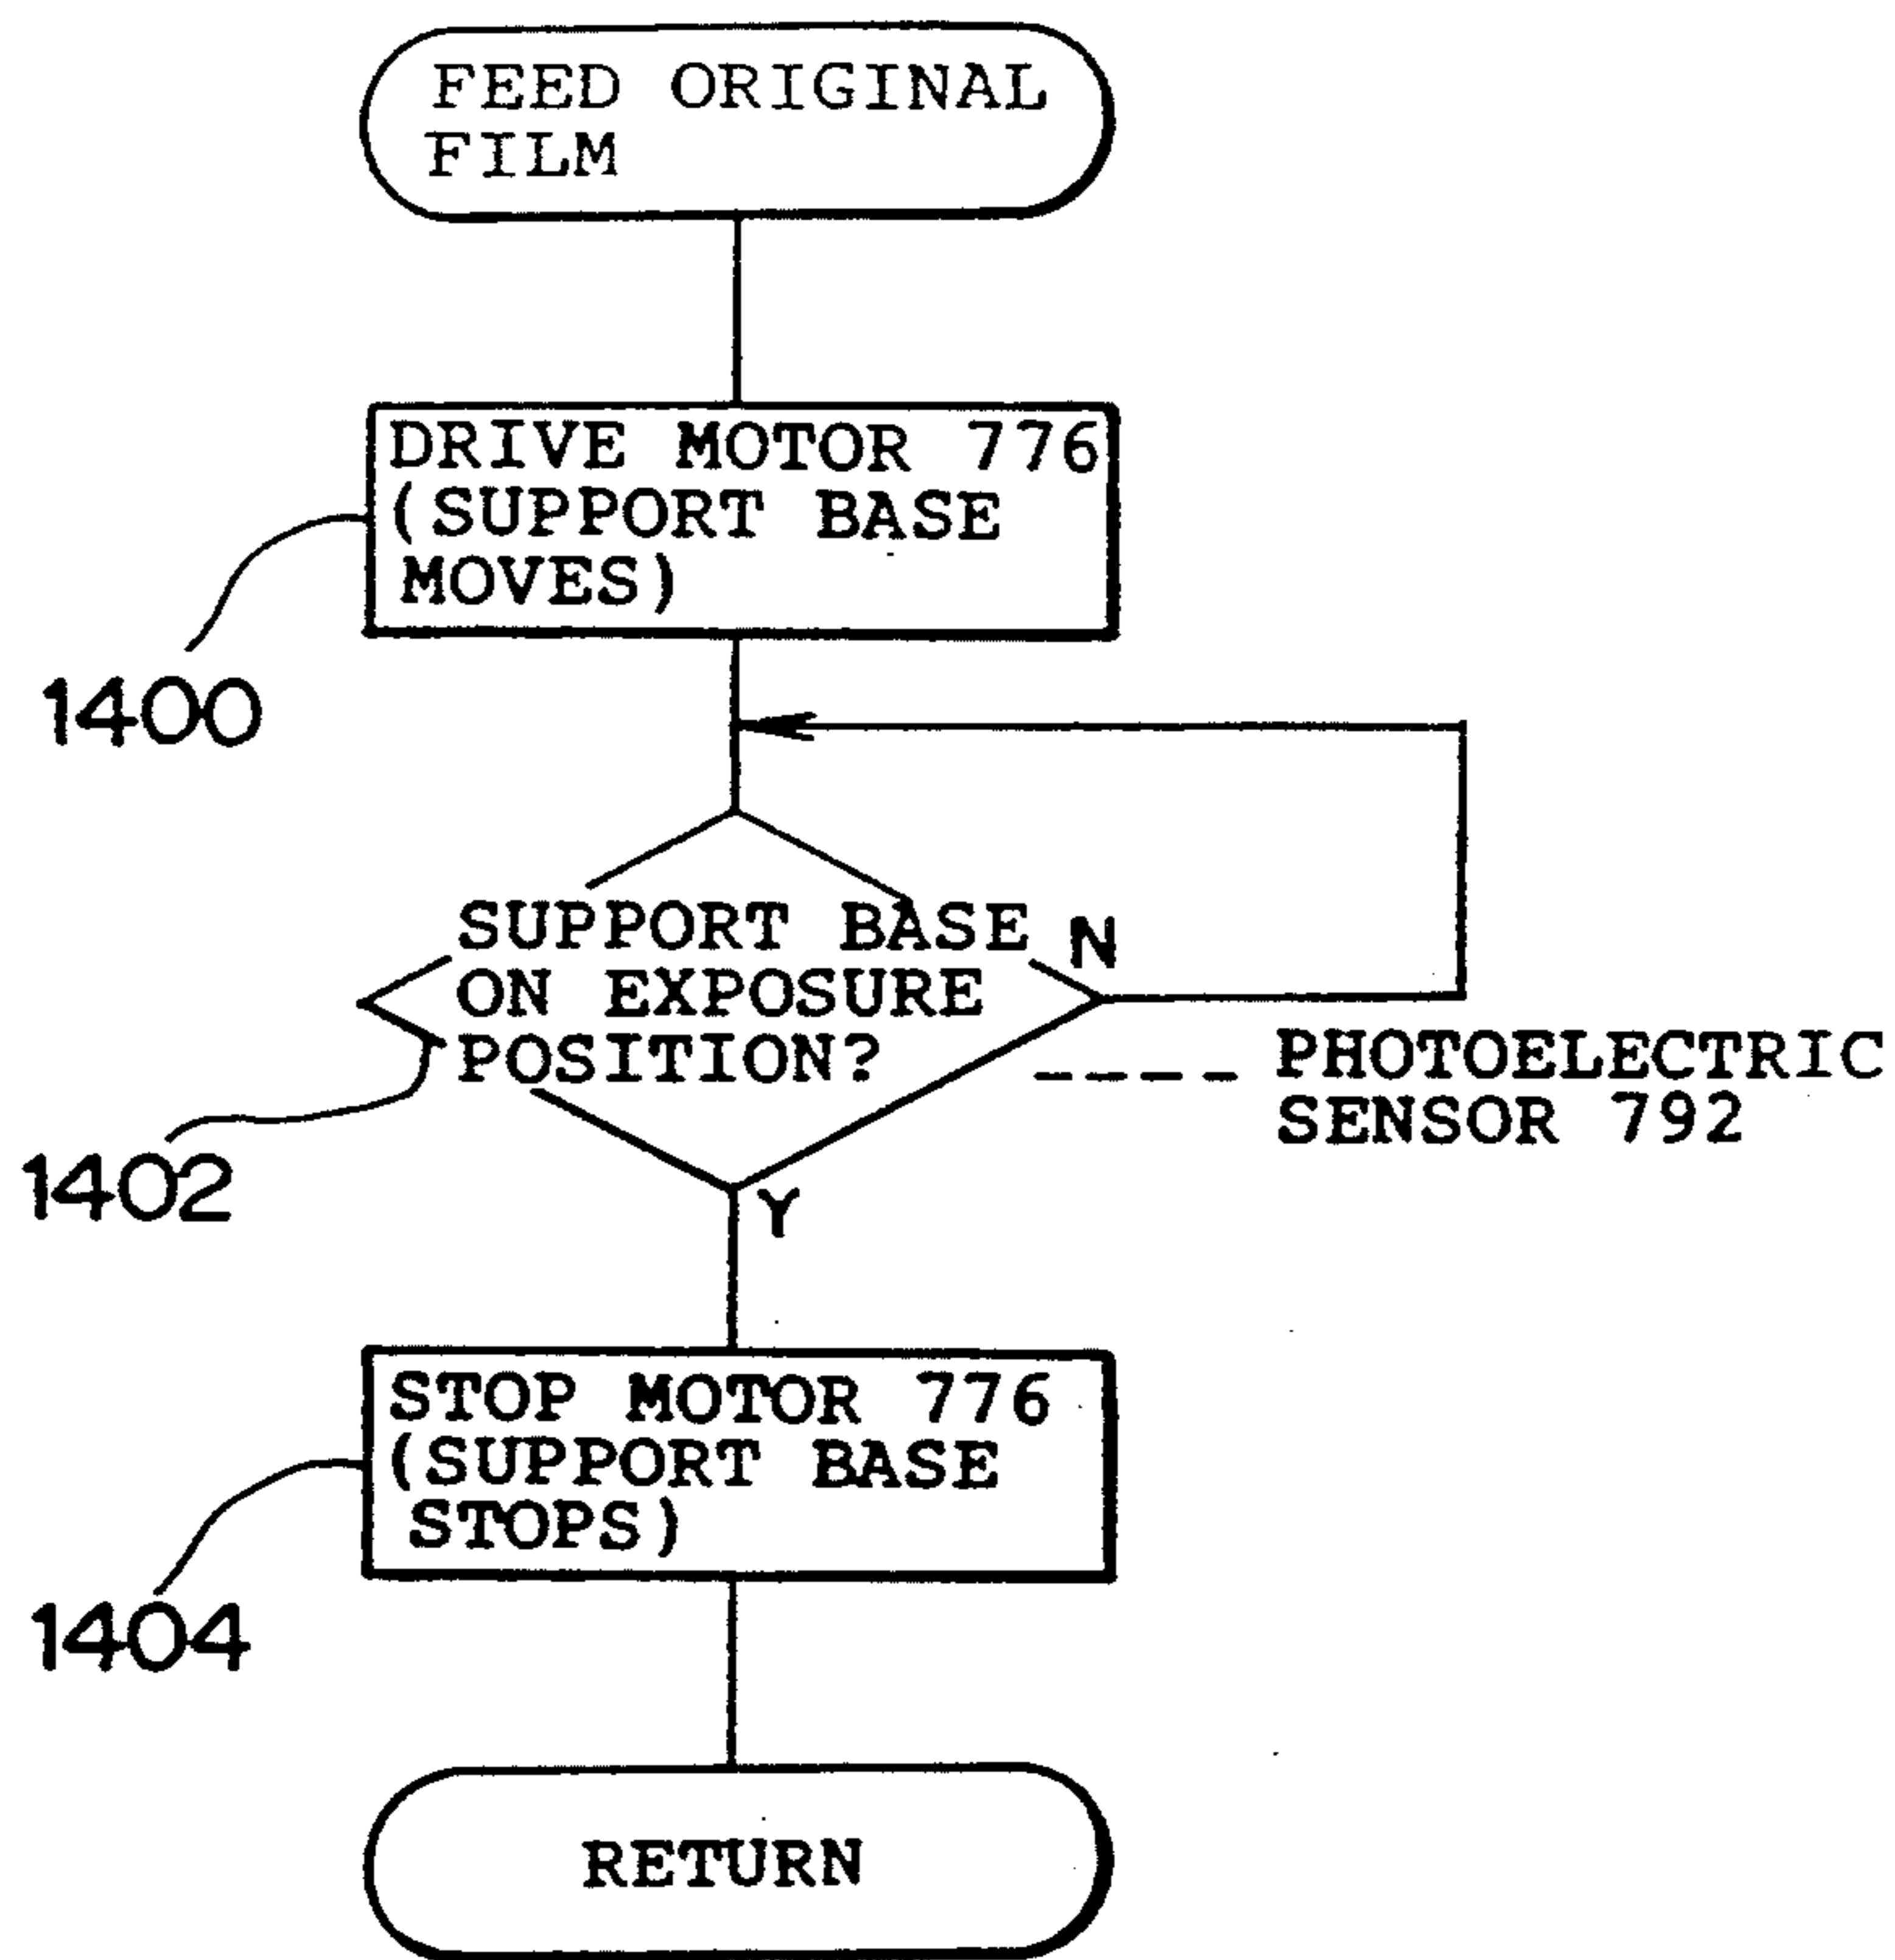 FEED ORIGINAL
FILM
DRIVE MOTOR 776
(SUPPORT BASE
MOVES)
1400
SUPPORT BASE
ON EXPOSURE
POSITION?
N
PHOTOELECTRIC
SENSOR 792
1402
Y
STOP MOTOR 776
(SUPPORT BASE
STOPS)
1404
RETURN